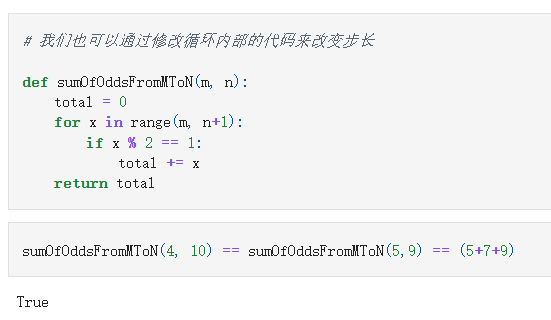 # 我们也可以通过修改循环内部的代码来改变步长
def sumOfOddsFromMToN(m, n):
    total = 0
    for x in range(m, n+1):
        if x % 2 == 1:
            total += x
    return total
sumOfOddsFromMToN(4, 10) == sumOfOddsFromMToN(5,9) == (5+7+9)
True